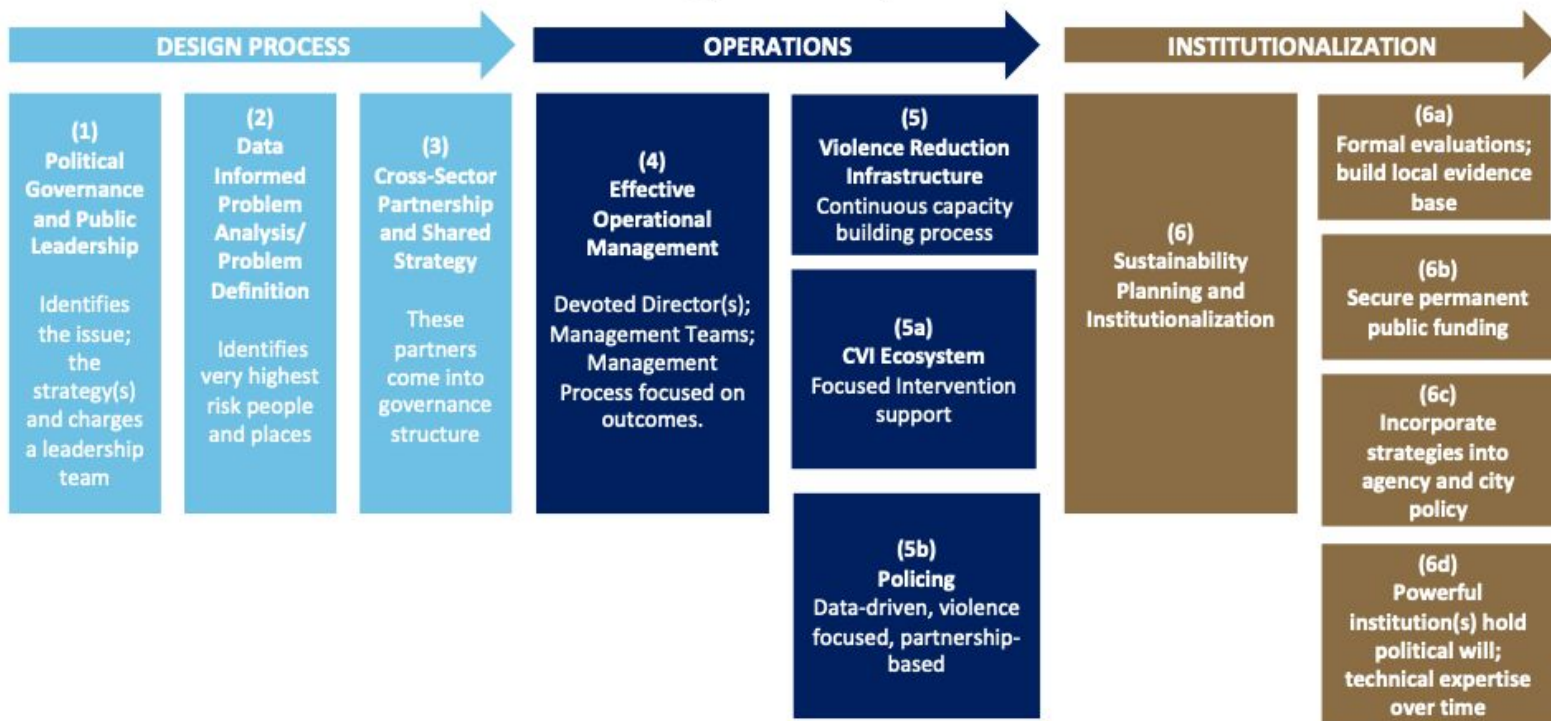 DESIGN PROCESS
OPERATIONS
INSTITUTIONALIZATION
(1)
Political
Governance
and Public
Leadership
Identifies
the issue;
the
strategy(s)
and charges
a leadership
team
(2)
Data
Informed
Problem
Analysis/
Problem
Definition
Identifies
very highest
risk people
and places
(3)
Cross-Sector
Partnership
and Shared
Strategy
These
partners
come into
governance
structure
(4)
Effective
Operational
Management
Devoted Director(s);
Management Teams;
Management
Process focused on
outcomes.
(5)
Violence Reduction
Infrastructure
Continuous capacity
building process
(5a)
CVI Ecosystem
Focused Intervention
support
(5b)
Policing
Data-driven, violence
focused, partnership-
based
(6)
Sustainability
Planning and
Institutionalization
(6a)
Formal evaluations;
build local evidence
base
(6b)
Secure permanent
public funding
(6c)
Incorporate
strategies into
agency and city
policy
(6d)
Powerful
institution(s) hold
political will;
technical expertise
over time